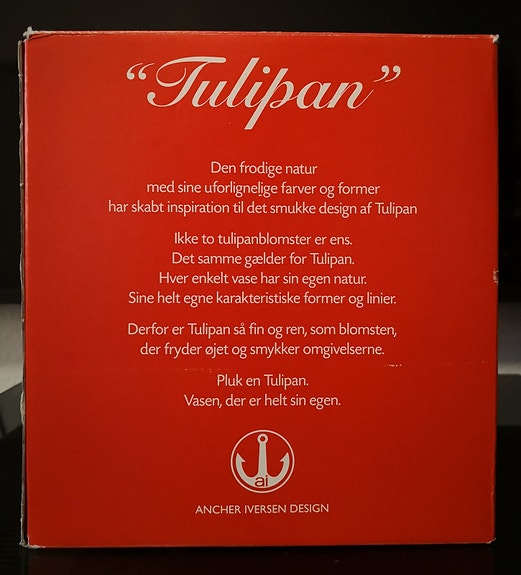 “Tulipan”
Den frodige natur
med sine uforlignelige farver og former
har skabt inspiration til det smukke design af Tulipan
Ikke to tulipanblomster er ens.
Det samme gælder for Tulipan.
Hver enkelt vase har sin egen natur.
Sine helt egne karakteristiske former og linier.
Derfor er Tulipan så fin og ren, som blomsten,
der fryder øjet og smykker omgivelserne.
Pluk en Tulipan.
Vasen, der er helt sin egen.
ai
ANCHER IVERSEN DESIGN